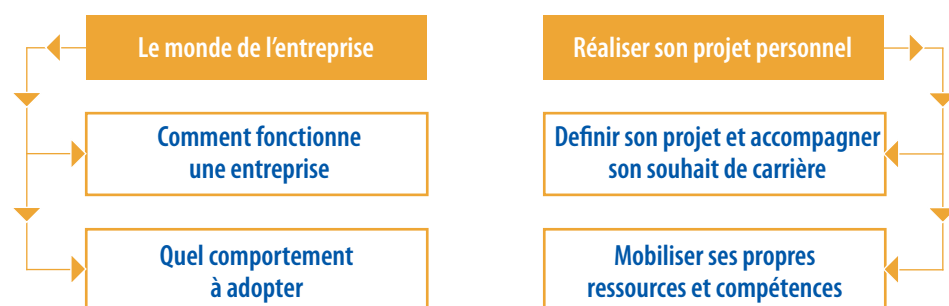 Le monde de l’entreprise
Comment fonctionne
une entreprise
Quel comportement
à adopter
Réaliser son projet personnel
Definir son projet et accompagner
son souhait de carrière
Mobiliser ses propres
ressources et compétences